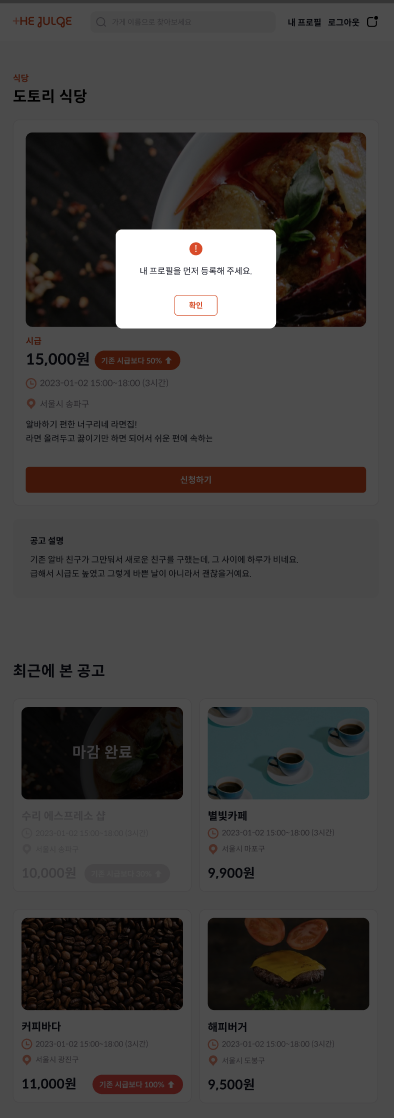 THE JULGE
가게 이름으로 찾아보세요
내 프로필 로그아웃
식당
도토리 식당
!
내 프로필을 먼저 등록해 주세요.
확인
시급
15,000원 기존 시급보다 50%
2023-01-02 15:00~18:00 (3시간)
서울시 송파구
알바하기 편한 너구리네 라면집!
라면 올려두고 끓이기만 하면 되어서 쉬운 편에 속하는
신청하기
공고 설명
기존 알바 친구가 그만둬서 새로운 친구를 구했는데, 그 사이에 하루가 비네요.
급해서 시급도 높였고 그렇게 바쁜 날이 아니라서 괜찮을거예요.
최근에 본 공고
마감 완료
수리 에스프레소 샵
2023-01-02 15:00~18:00 (3시간)
서울시 송파구
10,000원 기존 시급보다
별빛카페
2023-01-02 15:00~18:00 (3시간)
서울시 마포구
9,900원
커피바다
2023-01-02 15:00~18:00 (3시간)
서울시 광진구
11,000원 기존 시급보다 100%
해피버거
2023-01-02 15:00~18:00 (3시간)
서울시 도봉구
9,500원